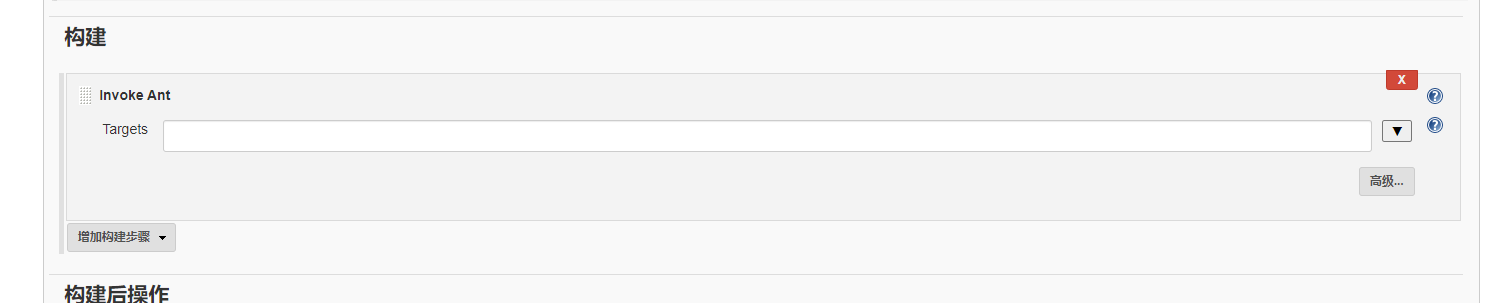 构建
X
Invoke Ant
Targets
▼
高级...
增加构建步骤
构建后操作